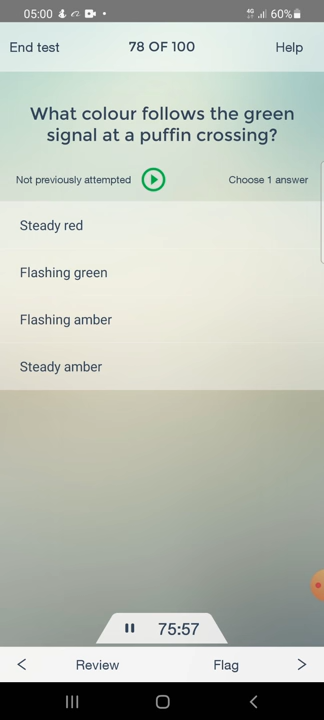 05:00 4G 60%
End test 78 OF 100 Help
What colour follows the green
signal at a puffin crossing?
Not previously attempted Choose 1 answer
Steady red
Flashing green
Flashing amber
Steady amber
75:57
Review Flag